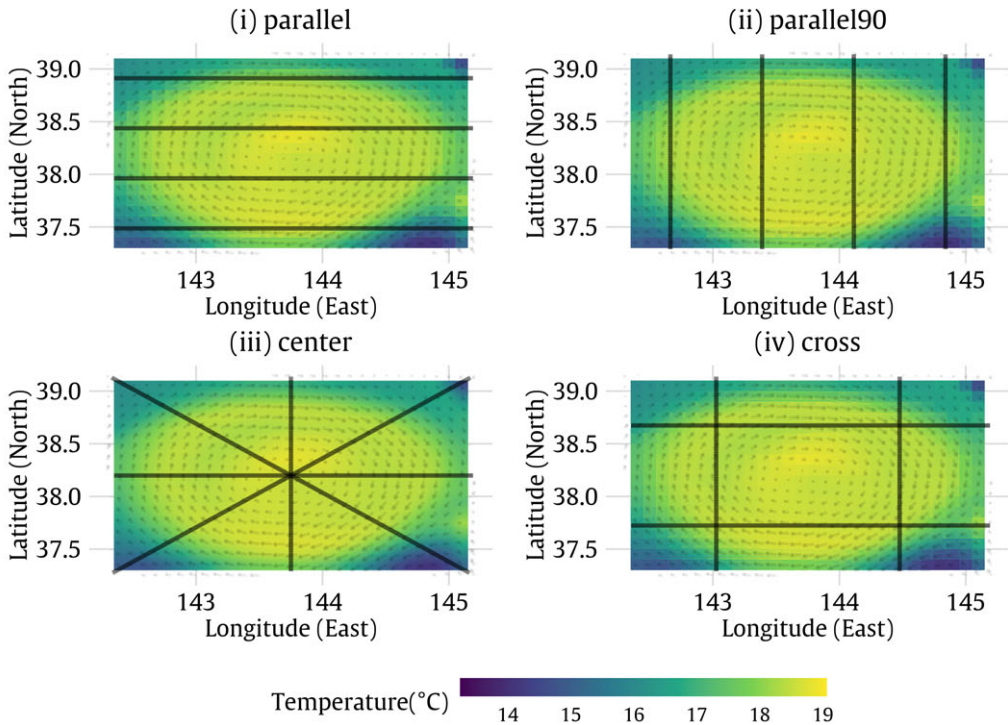 (i) parallel
(ii) parallel90
Latitude (North)
39.0
38.5
38.0
37.5
143
144
145
Longitude (East)
Latitude (North)
39.0
38.5
38.0
37.5
143
144
145
Longitude (East)
(iii) center
(iv) cross
Latitude (North)
39.0
38.5
38.0
37.5
143
144
145
Longitude (East)
Latitude (North)
39.0
38.5
38.0
37.5
143
144
145
Longitude (East)
Temperature(°C)
14 15 16 17 18 19